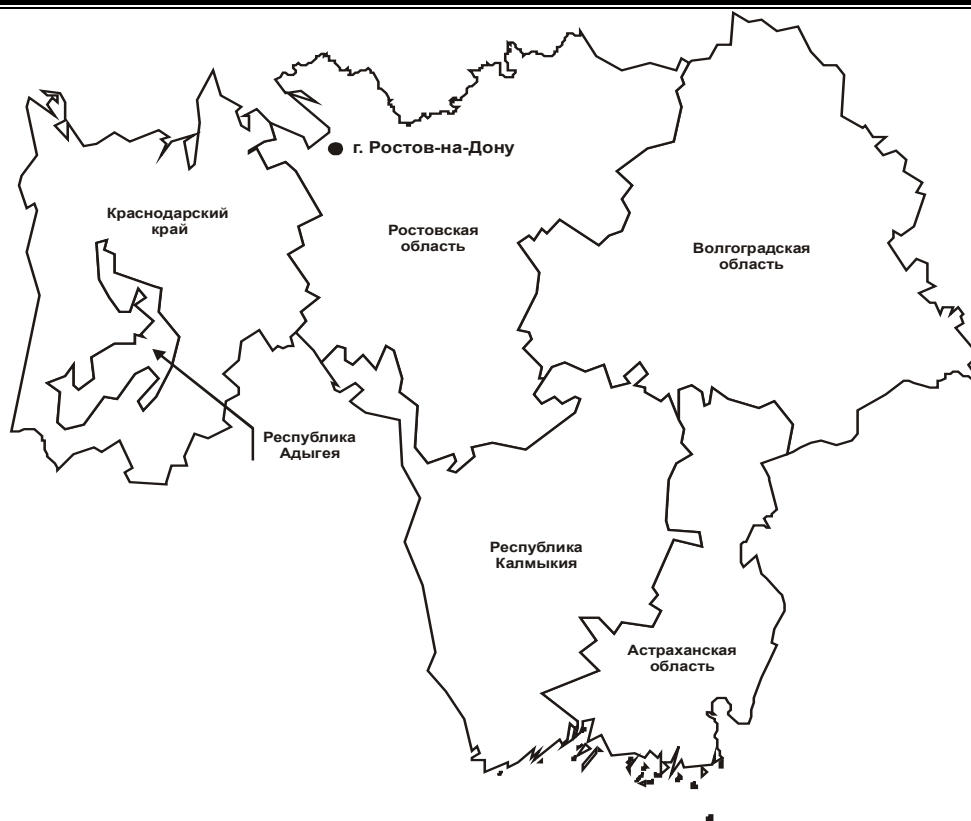 г. Ростов-на-Дону
Краснодарский
край
Ростовская
область
Волгоградская
область
Республика
Адыгея
Республика
Калмыкия
Астраханская
область